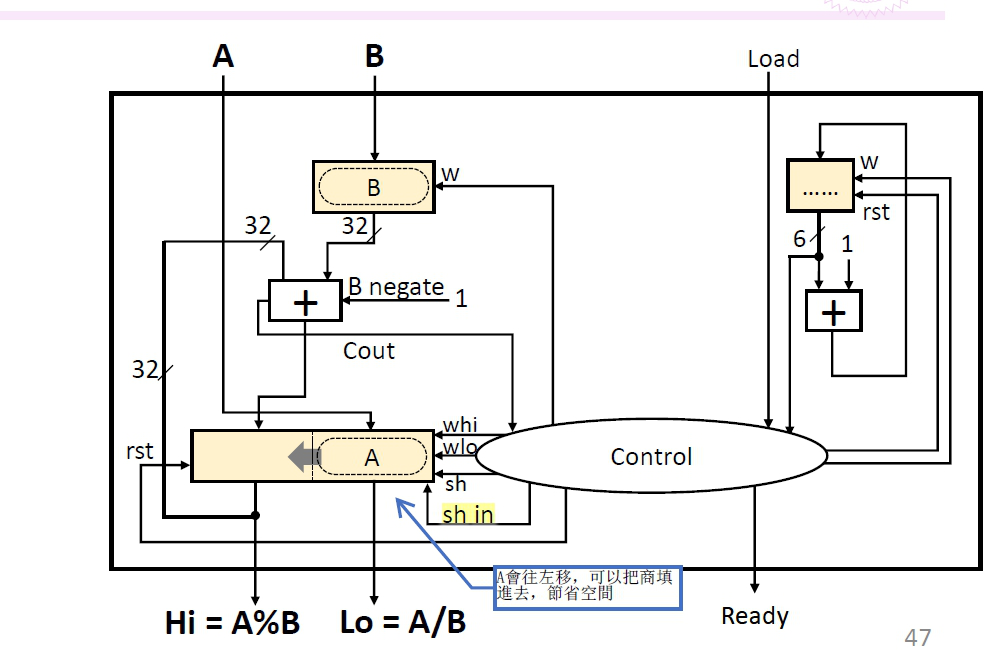 A
B
Load
B
w
......
w
rst
32
32
6
1
+
B negate
1
+
Cout
32
rst
whi
wlo
A
Control
sh
sh in
A會往左移，可以把商填
進去，節省空間
Hi = A%B
Lo = A/B
Ready
47